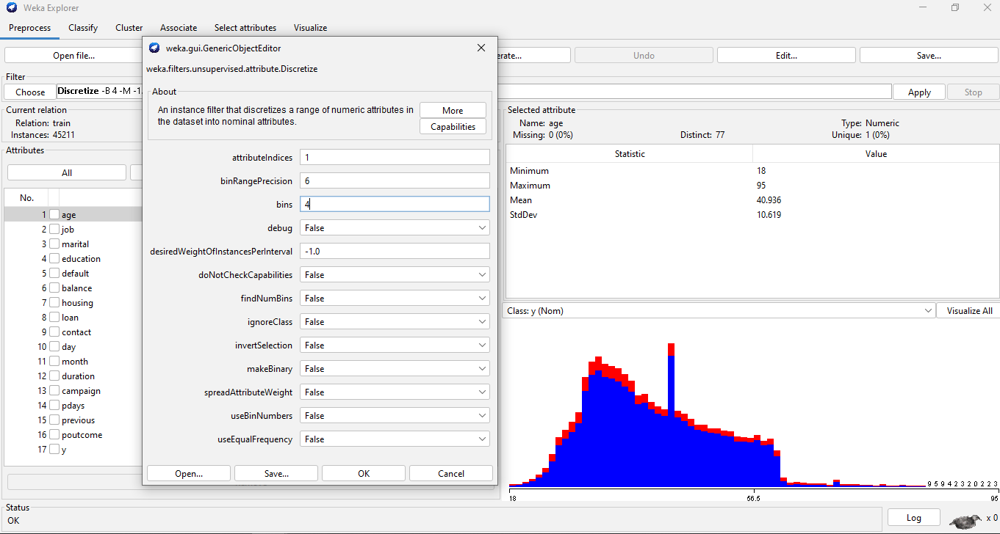 Weka Explorer
Preprocess Classify Cluster Associate Select attributes Visualize
Open file... erate... Undo Edit... Save...
Filter
Choose Discretize -B 4 -M -1. Apply Stop
Current relation
Relation: train
Instances: 45211
Attributes
All
No.
1 age
2 job
3 marital
4 education
5 default
6 balance
7 housing
8 loan
9 contact
10 day
11 month
12 duration
13 campaign
14 pdays
15 previous
16 poutcome
17 y
weka.gui.GenericObjectEditor
weka.filters.unsupervised.attribute.Discretize
About
An instance filter that discretizes a range of numeric attributes in
the dataset into nominal attributes.
More
Capabilities
attributeIndices 1
binRangePrecision 6
bins 4
debug False
desiredWeightOfInstancesPerInterval -1.0
doNotCheckCapabilities False
findNumBins False
ignoreClass False
invertSelection False
makeBinary False
spreadAttributeWeight False
useBinNumbers False
useEqualFrequency False
Open... Save... OK Cancel
Selected attribute
Name: age Type: Numeric
Missing: 0 (0%) Distinct: 77 Unique: 1 (0%)
Statistic Value
Minimum 18
Maximum 95
Mean 40.936
StdDev 10.619
Class: y (Nom) Visualize All
9 5 9 4 2 3 2 0 2 2 3
18 56.5 95
Status
OK
Log x 0